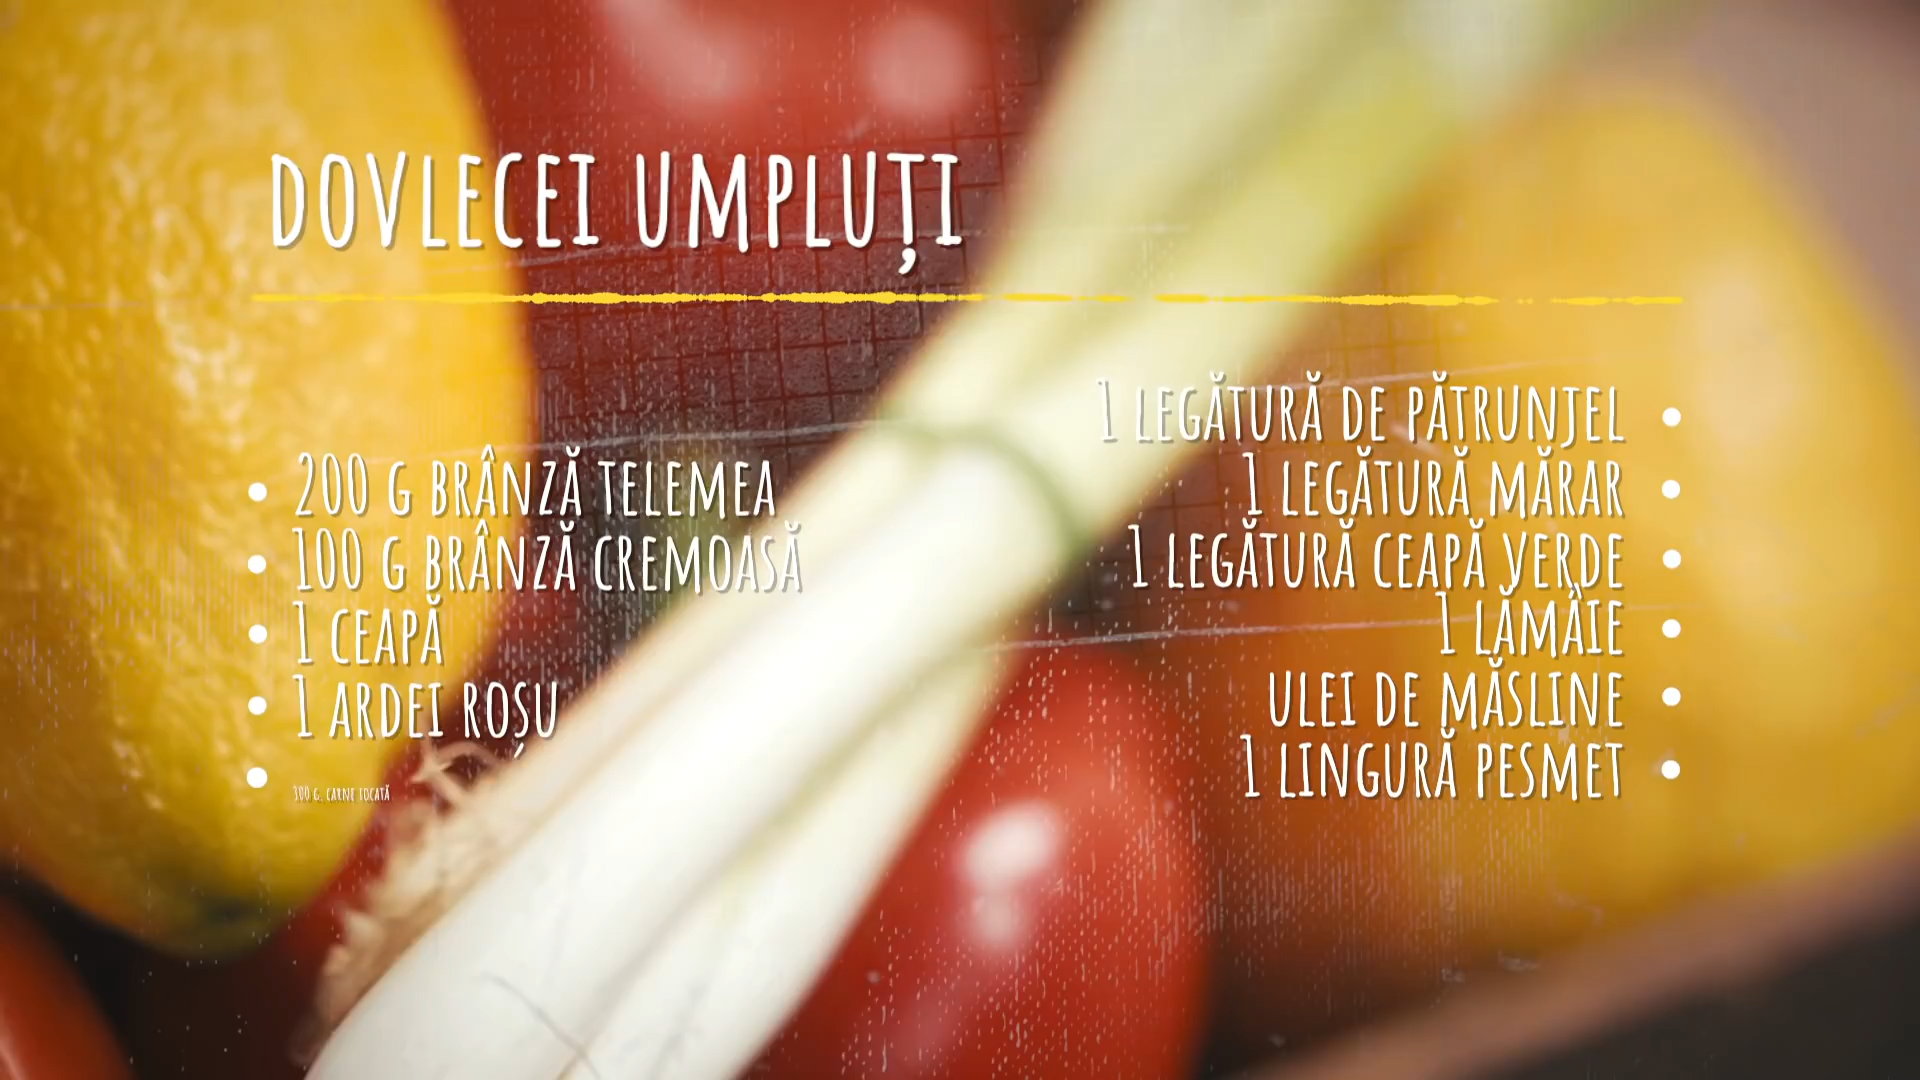 DOVLECEI UMPLUȚI
• 200 G BRÂNZĂ TELEMEA
• 100 G BRÂNZĂ CREMOASĂ
• 1 CEAPĂ
• 1 ARDEI ROȘU
• 300 G. CARNE TOCATĂ
1 LEGĂTURĂ DE PĂTRUNJEL •
1 LEGĂTURĂ MĂRAR •
1 LEGĂTURĂ CEAPĂ VERDE •
1 LĂMÂIE •
ULEI DE MĂSLINE •
1 LINGURĂ PESMET •